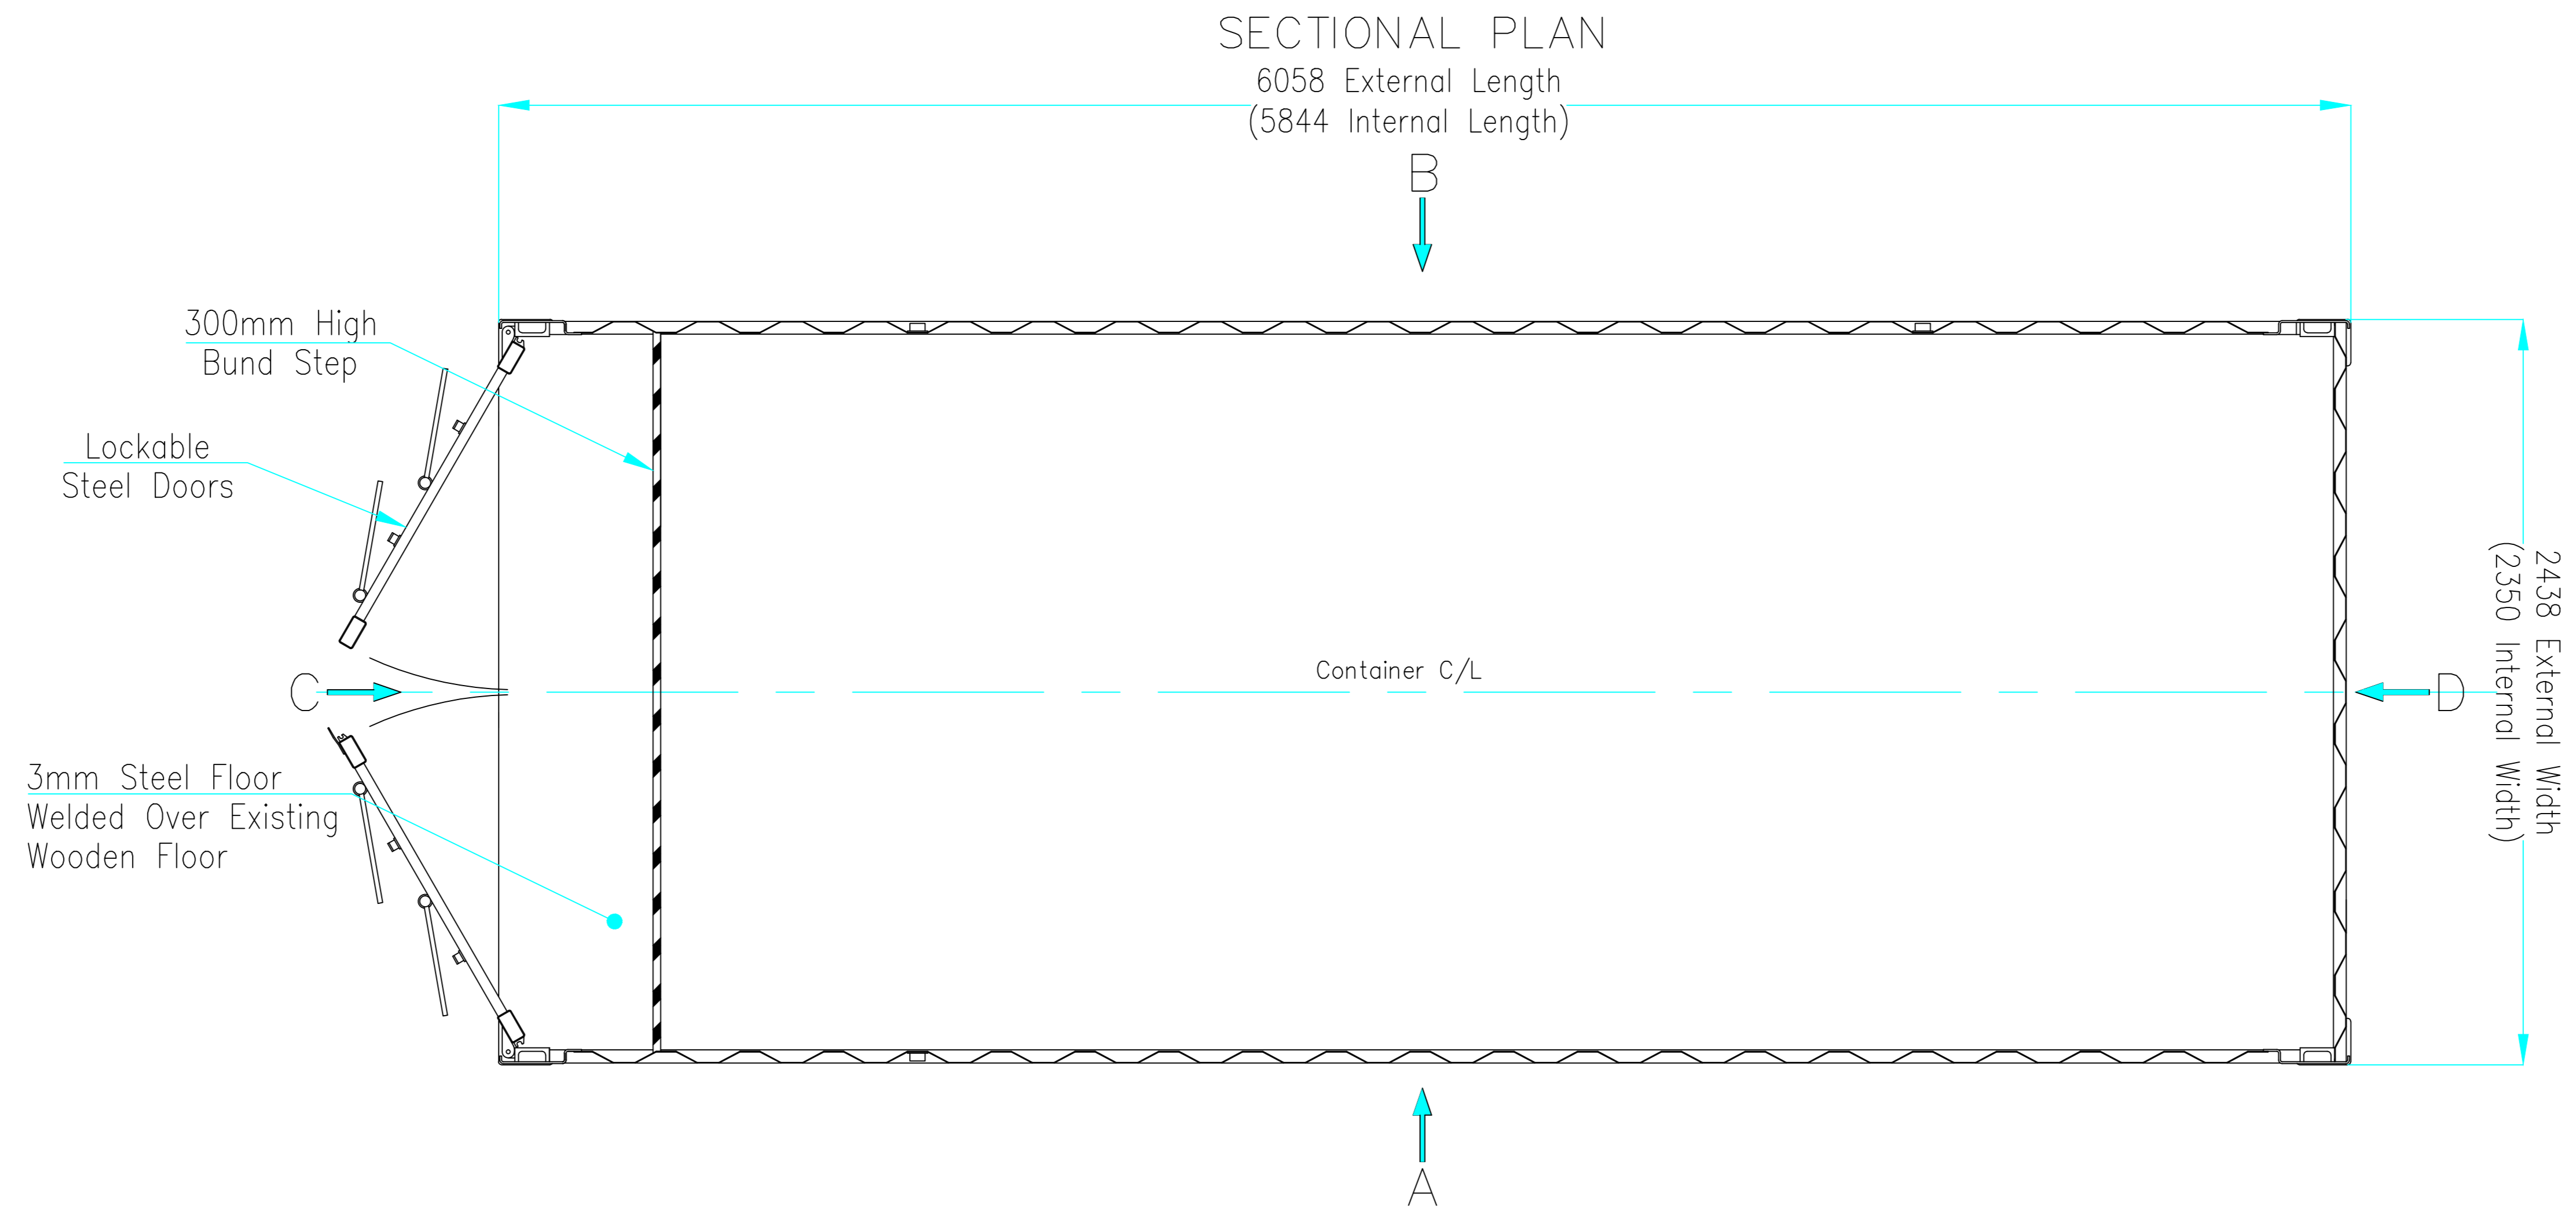 SECTIONAL PLAN
6058 External Length
(5844 Internal Length)
B
300mm High
Bund Step
Lockable
Steel Doors
Container C/L
C
D
2438 External Width
(2350 Internal Width)
3mm Steel Floor
Welded Over Existing
Wooden Floor
A